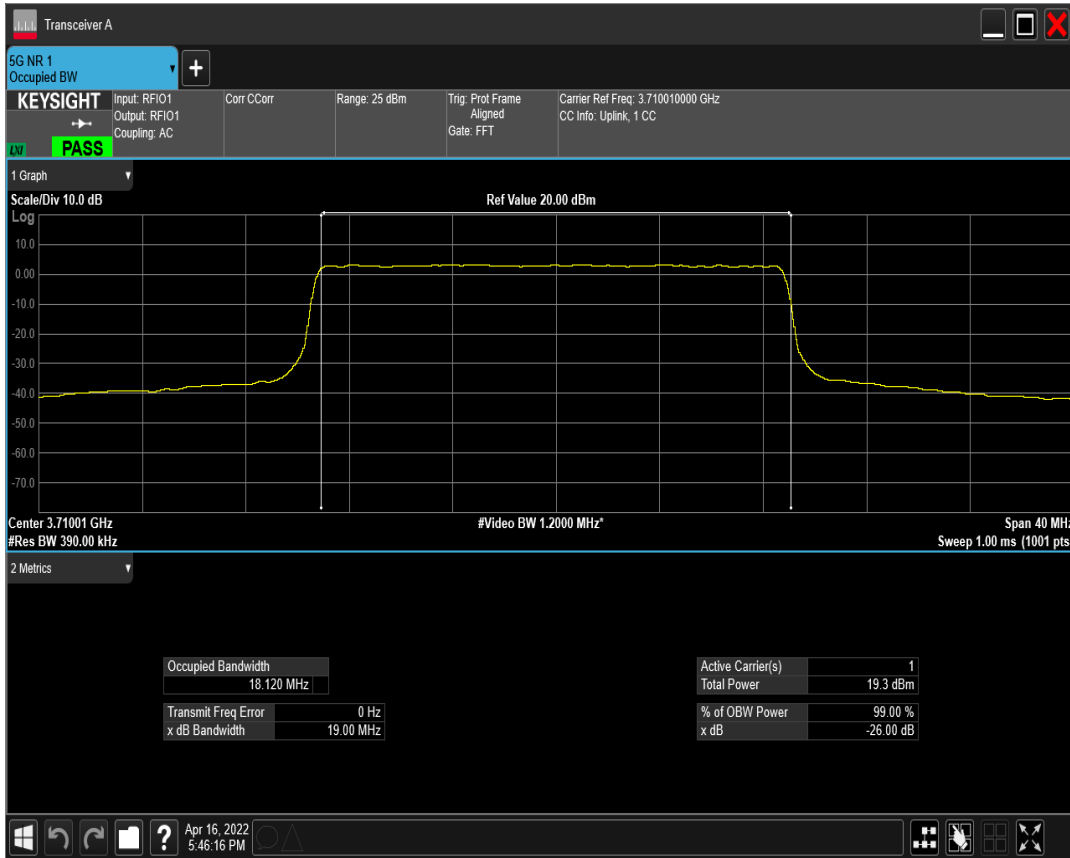 Transceiver A
5G NR 1
Occupied BW
+
KEYSIGHT
LXI
PASS
Input: RFIO1
Output: RFIO1
Coupling: AC
Corr CCorr
Range: 25 dBm
Trig: Prot Frame
Aligned
Gate: FFT
Carrier Ref Freq: 3.710010000 GHz
CC Info: Uplink, 1 CC
1 Graph
Scale/Div 10.0 dB
Ref Value 20.00 dBm
Log
10.0
0.00
-10.0
-20.0
-30.0
-40.0
-50.0
-60.0
-70.0
Center 3.71001 GHz
#Video BW 1.2000 MHz*
Span 40 MHz
#Res BW 390.00 kHz
Sweep 1.00 ms (1001 pts
2 Metrics
Occupied Bandwidth
18.120 MHz
Transmit Freq Error 0 Hz
x dB Bandwidth 19.00 MHz
Active Carrier(s) 1
Total Power 19.3 dBm
% of OBW Power 99.00 %
x dB -26.00 dB
?
Apr 16, 2022
5:46:16 PM